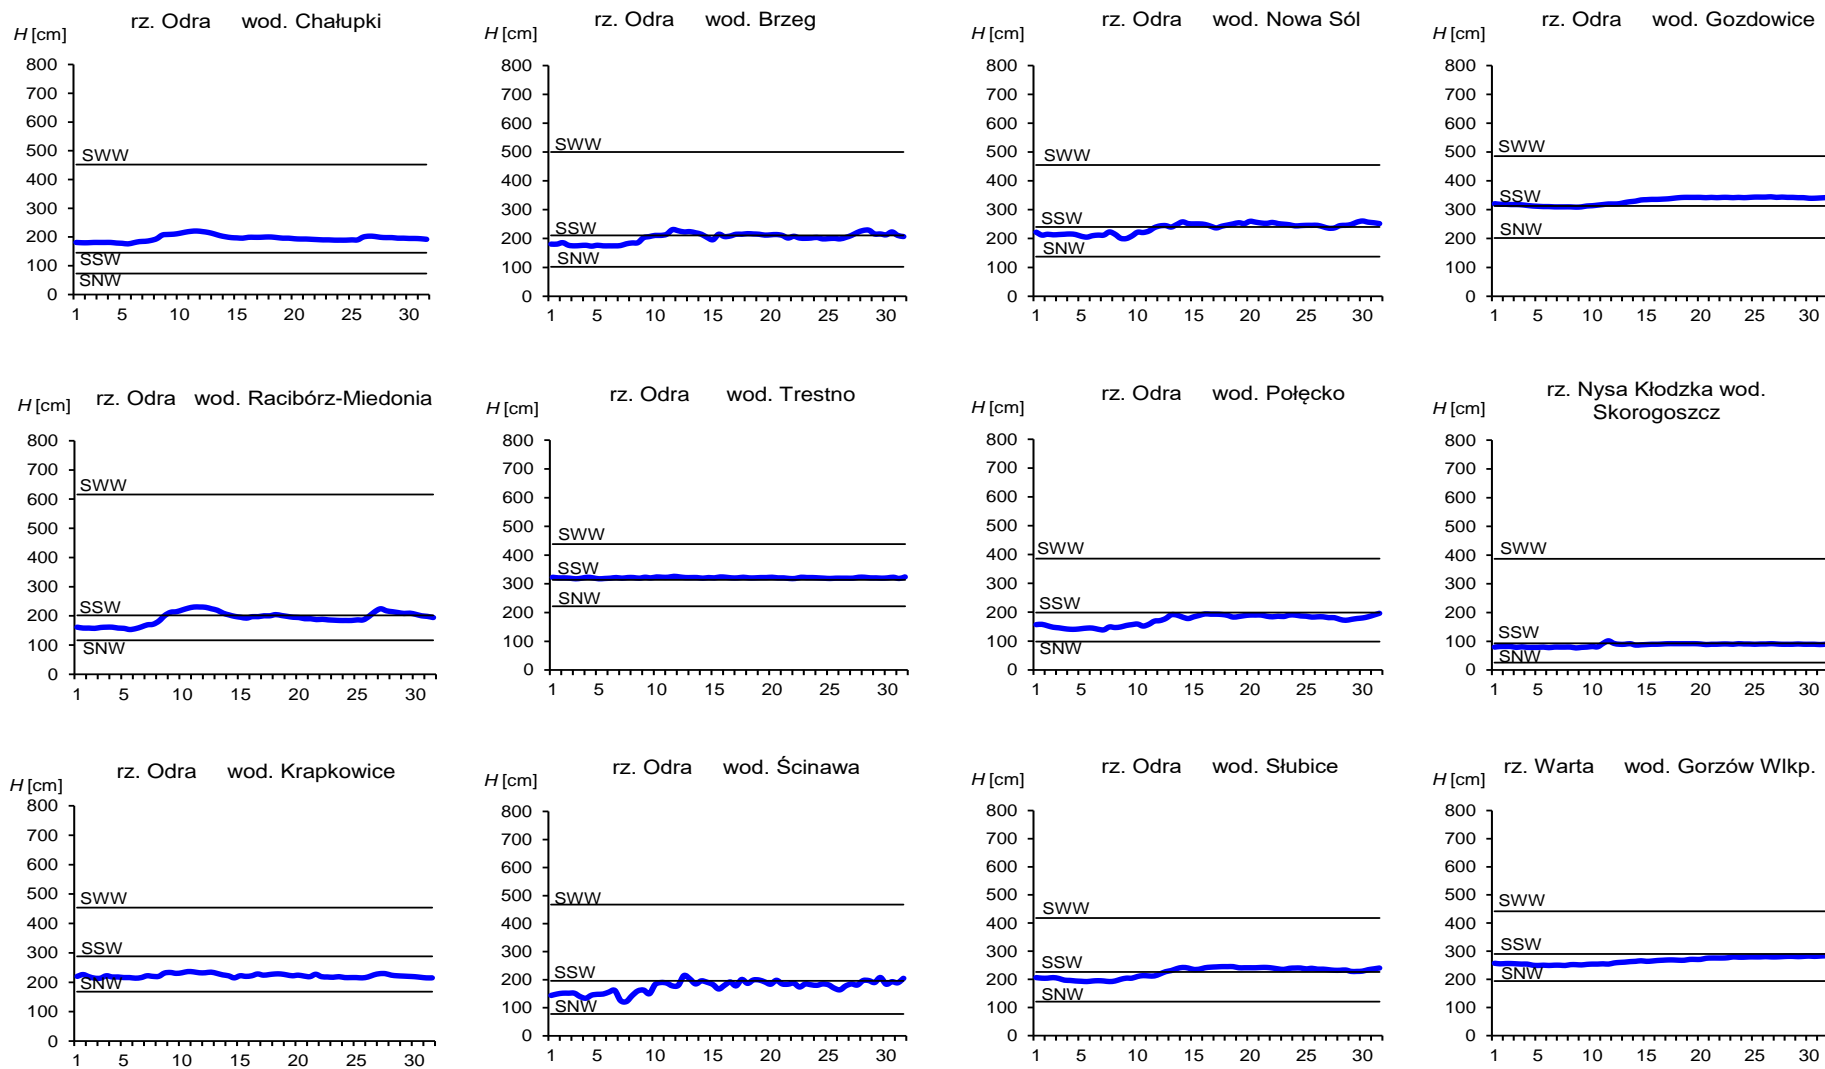 rz. Odra wod. Chałupki
H [cm]
800
700
600
500
400
300
200
100
0
SWW
SSW
SNW
1 5 10 15 20 25 30
rz. Odra wod. Brzeg
H [cm]
800
700
600
500
400
300
200
100
0
SWW
SSW
SNW
1 5 10 15 20 25 30
rz. Odra wod. Nowa Sól
H [cm]
800
700
600
500
400
300
200
100
0
SWW
SSW
SNW
1 5 10 15 20 25 30
rz. Odra wod. Gozdowice
H [cm]
800
700
600
500
400
300
200
100
0
SWW
SSW
SNW
1 5 10 15 20 25 30
rz. Odra wod. Racibórz-Miedonia
H [cm]
800
700
600
500
400
300
200
100
0
SWW
SSW
SNW
1 5 10 15 20 25 30
rz. Odra wod. Trestno
H [cm]
800
700
600
500
400
300
200
100
0
SWW
SSW
SNW
1 5 10 15 20 25 30
rz. Odra wod. Połęcko
H [cm]
800
700
600
500
400
300
200
100
0
SWW
SSW
SNW
1 5 10 15 20 25 30
rz. Nysa Kłodzka wod.
Skorogoszcz
H [cm]
800
700
600
500
400
300
200
100
0
SWW
SSW
SNW
1 5 10 15 20 25 30
rz. Odra wod. Krapkowice
H [cm]
800
700
600
500
400
300
200
100
0
SWW
SSW
SNW
1 5 10 15 20 25 30
rz. Odra wod. Ścinawa
H [cm]
800
700
600
500
400
300
200
100
0
SWW
SSW
SNW
1 5 10 15 20 25 30
rz. Odra wod. Słubice
H [cm]
800
700
600
500
400
300
200
100
0
SWW
SSW
SNW
1 5 10 15 20 25 30
rz. Warta wod. Gorzów Wlkp.
H [cm]
800
700
600
500
400
300
200
100
0
SWW
SSW
SNW
1 5 10 15 20 25 30